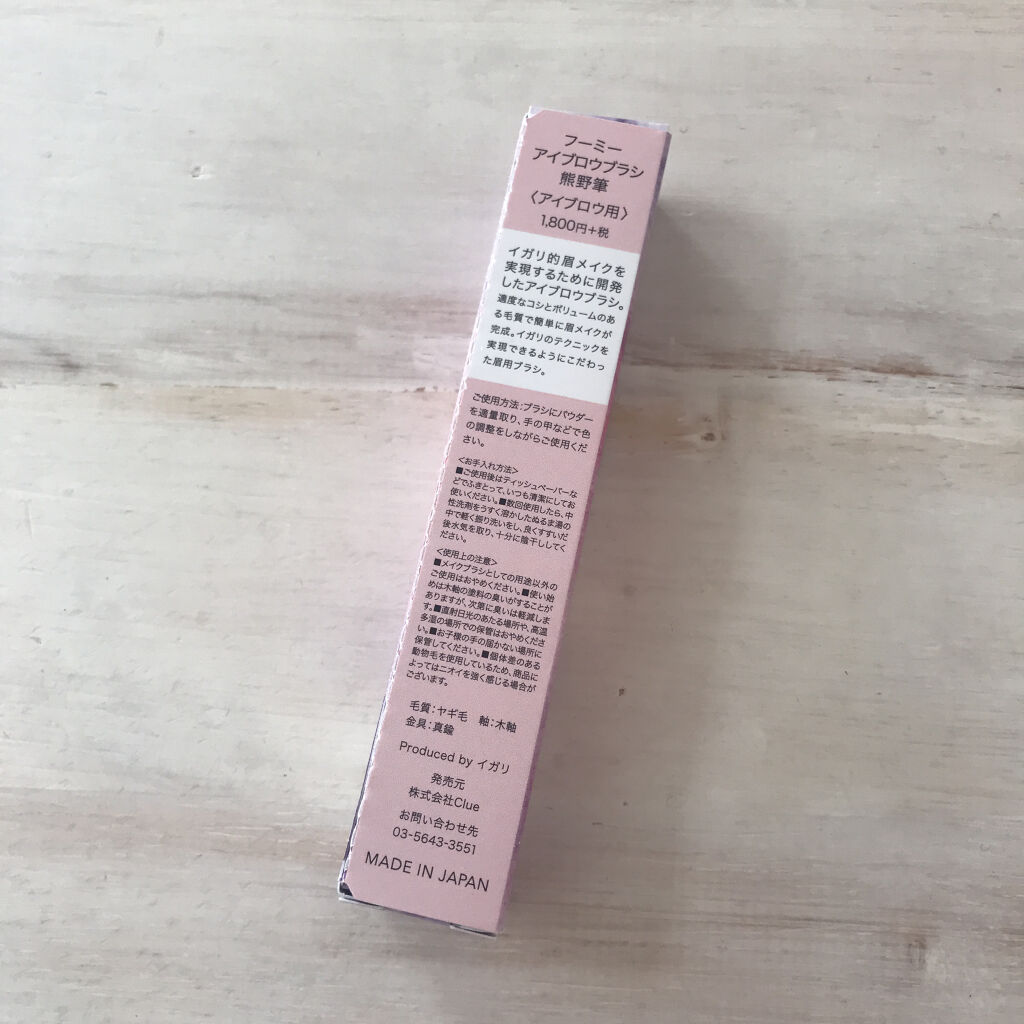 フーミー
アイブロウブラシ
熊野筆
〈アイブロウ用〉
1,800円+税
イガリ的眉メイクを
実現するために開発
したアイブロウブラシ。
適度なコシとボリュームのあ
る毛質で簡単に眉メイクが
完成。イガリのテクニックを
実現できるようにこだわっ
た眉用ブラシ。
ご使用方法:ブラシにパウダー
を適量取り、手の甲などで色
の調整をしながらご使用くだ
さい。
<お手入れ方法>
■ご使用後はティッシュペーパーな
どでふきとって、いつも清潔にしてお
使いください。■数回使用したら、中
性洗剤をうすく溶かしたぬるま湯の
中で軽く振り洗いをし、良くすすいだ
後水気を取り、十分に陰干ししてく
ださい。
<使用上の注意>
■メイクブラシとしての用途以外の
ご使用はおやめください。■使い始
めは木軸の塗料の臭いがすることが
ありますが、次第に臭いは軽減しま
す。■直射日光のあたる場所や、高温
多湿の場所での保管はおやめくださ
い。■お子様の手の届かない場所に
保管してください。■個体差のある
動物毛を使用しているため、商品に
よってはニオイを強く感じる場合が
ございます。
毛質:ヤギ毛 軸:木軸
金具:真鍮
Produced by イガリ
発売元
株式会社Clue
お問い合わせ先
03-5643-3551
MADE IN JAPAN